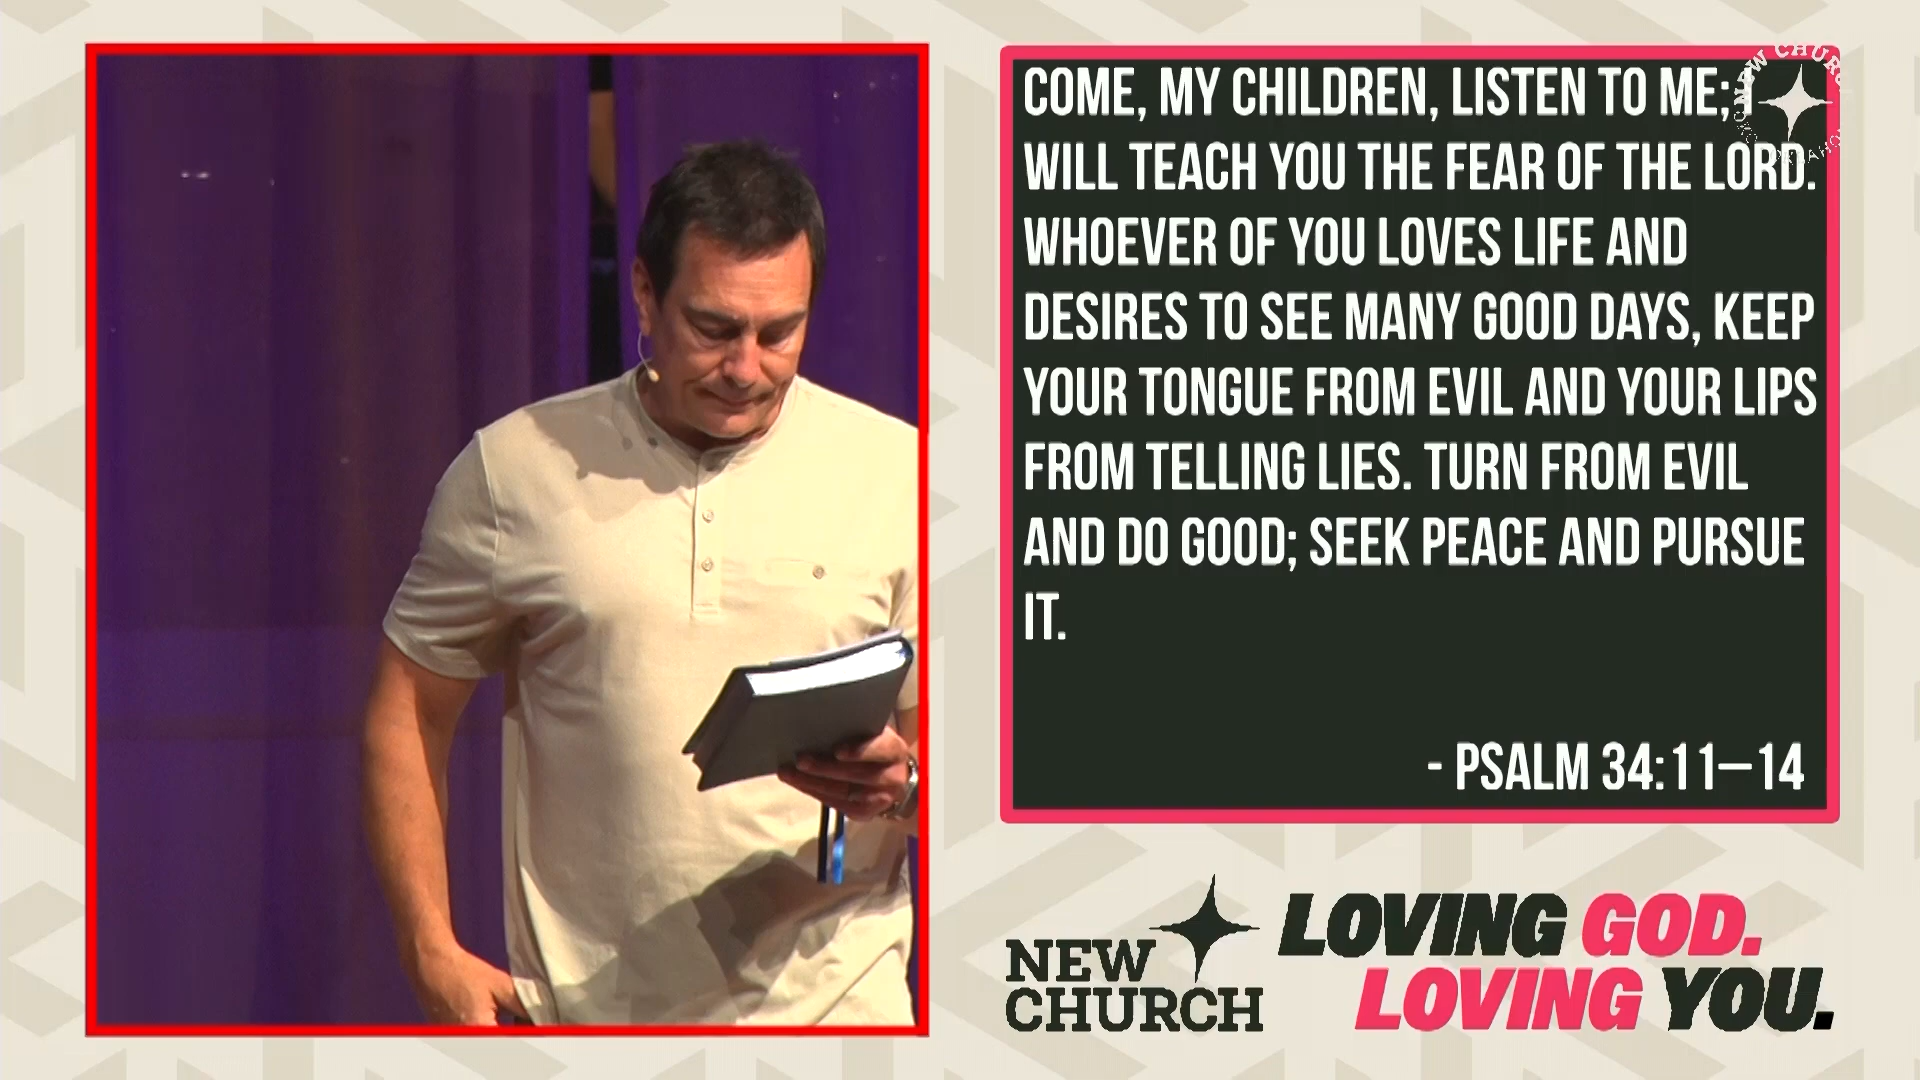 COME, MY CHILDREN, LISTEN TO ME; I
WILL TEACH YOU THE FEAR OF THE LORD.
WHOEVER OF YOU LOVES LIFE AND
DESIRES TO SEE MANY GOOD DAYS, KEEP
YOUR TONGUE FROM EVIL AND YOUR LIPS
FROM TELLING LIES. TURN FROM EVIL
AND DO GOOD; SEEK PEACE AND PURSUE
IT.
- PSALM 34:11–14
NEW CHURCH
NEW
CHURCH
LOVING GOD.
LOVING YOU.